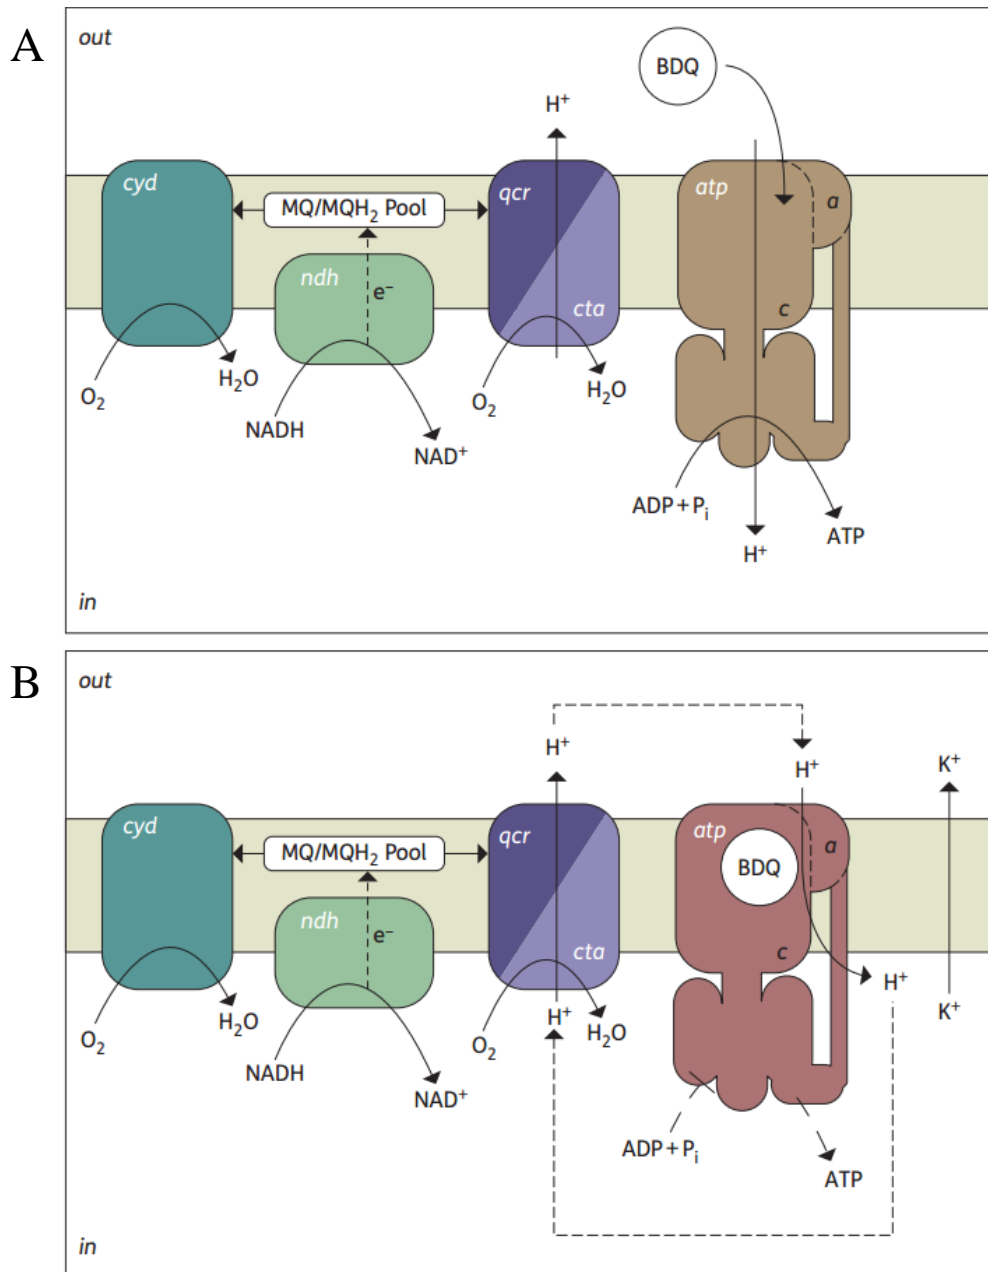 A
out
BDQ
H⁺
cyd
MQ/MQH₂ Pool
qcr
atp
a
ndh
e⁻
cta
c
O₂
H₂O
NADH
NAD⁺
O₂
H₂O
ADP + Pᵢ
ATP
H⁺
in
B
out
H⁺
H⁺
K⁺
cyd
MQ/MQH₂ Pool
qcr
atp
BDQ
a
ndh
e⁻
cta
c
H⁺
K⁺
O₂
H₂O
NADH
NAD⁺
O₂
H⁺
H₂O
ADP + Pᵢ
ATP
in